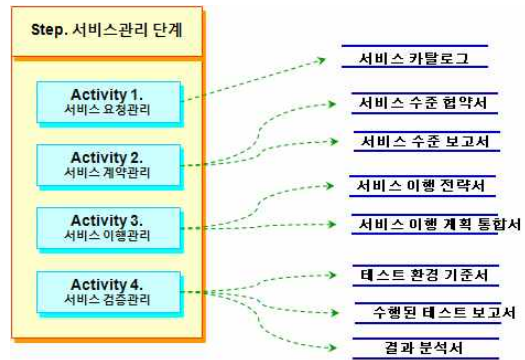 Step. 서비스관리 단계
Activity 1.
서비스 요청관리
Activity 2.
서비스 계약관리
Activity 3.
서비스 이행관리
Activity 4.
서비스 검증관리
서비스 카탈로그
서비스 수준 협약서
서비스 수준 보고서
서비스 이행 전략서
서비스 이행 계획 통합서
테스트 환경 기준서
수행된 테스트 보고서
결과 분석서